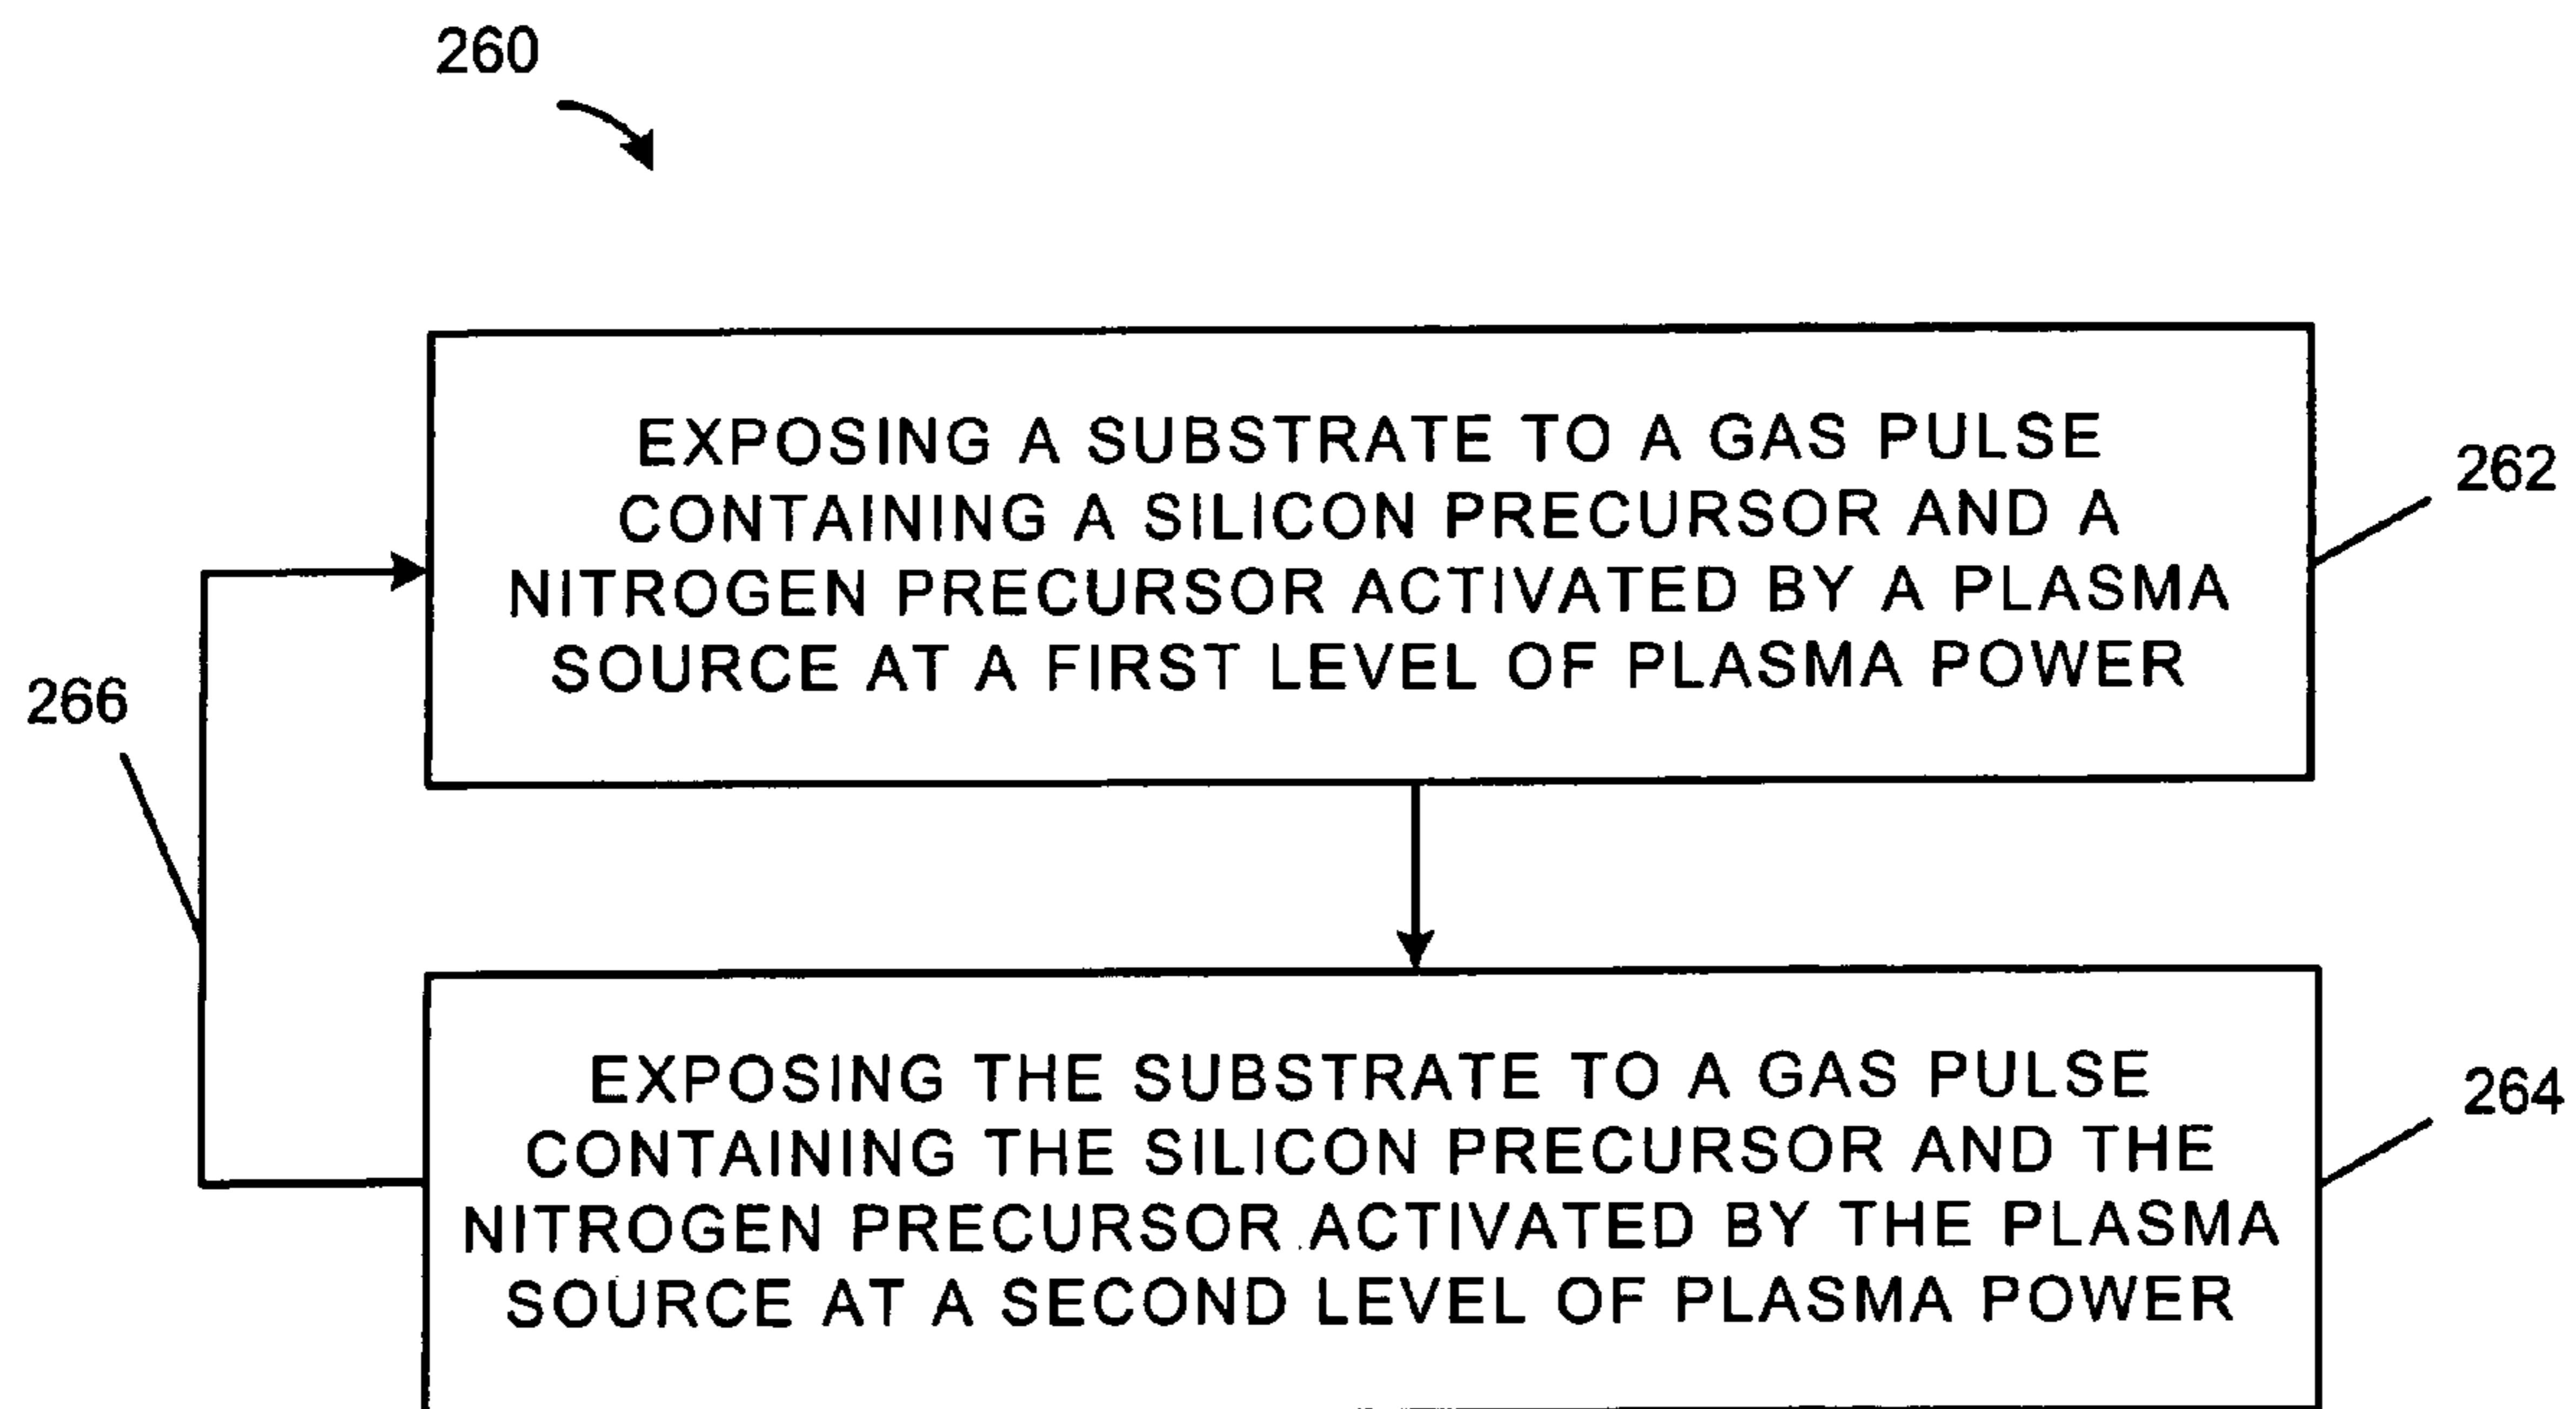 260
EXPOSING A SUBSTRATE TO A GAS PULSE
CONTAINING A SILICON PRECURSOR AND A
NITROGEN PRECURSOR ACTIVATED BY A PLASMA
SOURCE AT A FIRST LEVEL OF PLASMA POWER
262
266
EXPOSING THE SUBSTRATE TO A GAS PULSE
CONTAINING THE SILICON PRECURSOR AND THE
NITROGEN PRECURSOR ACTIVATED BY THE PLASMA
SOURCE AT A SECOND LEVEL OF PLASMA POWER
264